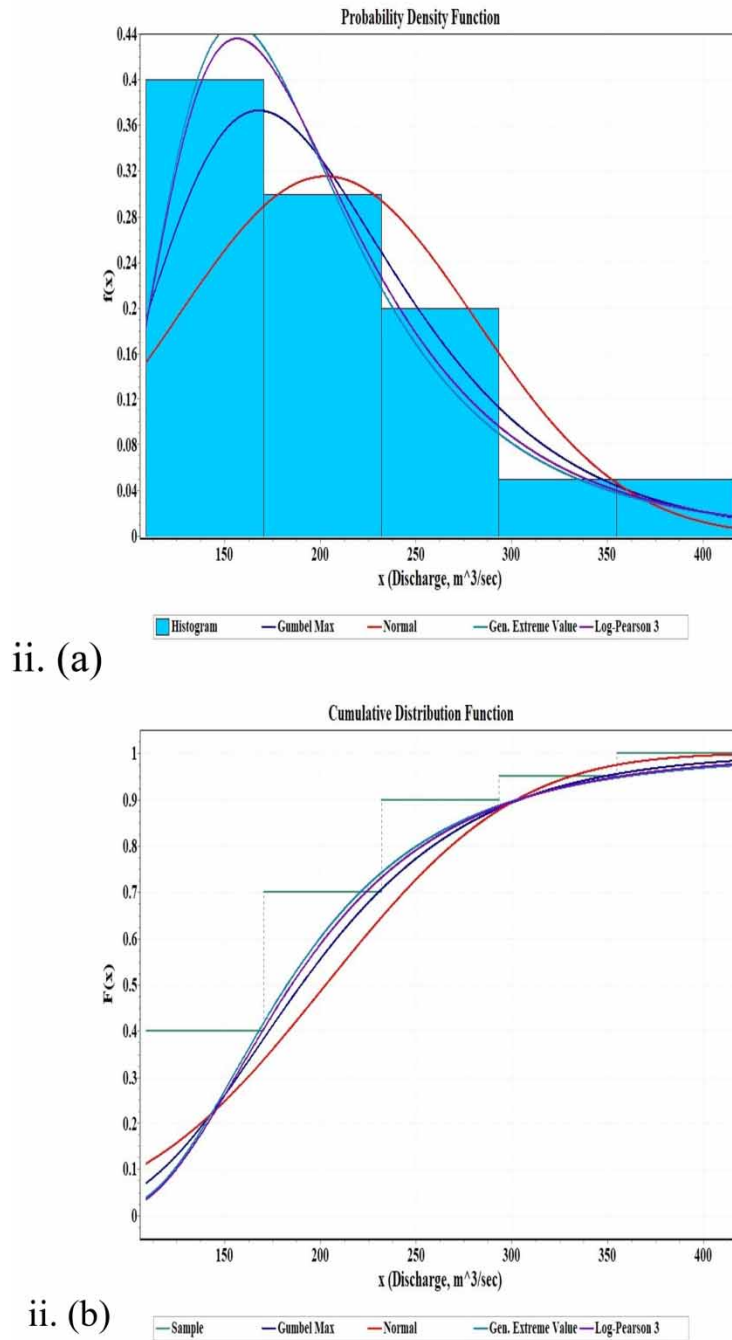 Probability Density Function
0.44
0.4
0.36
0.32
0.28
0.24
0.2
0.16
0.12
0.08
0.04
0
f(x)
150 200 250 300 350 400
x (Discharge, m^3/sec)
Histogram Gumbel Max Normal Gen. Extreme Value Log-Pearson 3
ii. (a)
Cumulative Distribution Function
1
0.9
0.8
0.7
0.6
0.5
0.4
0.3
0.2
0.1
0
F(x)
150 200 250 300 350 400
x (Discharge, m^3/sec)
Sample Gumbel Max Normal Gen. Extreme Value Log-Pearson 3
ii. (b)